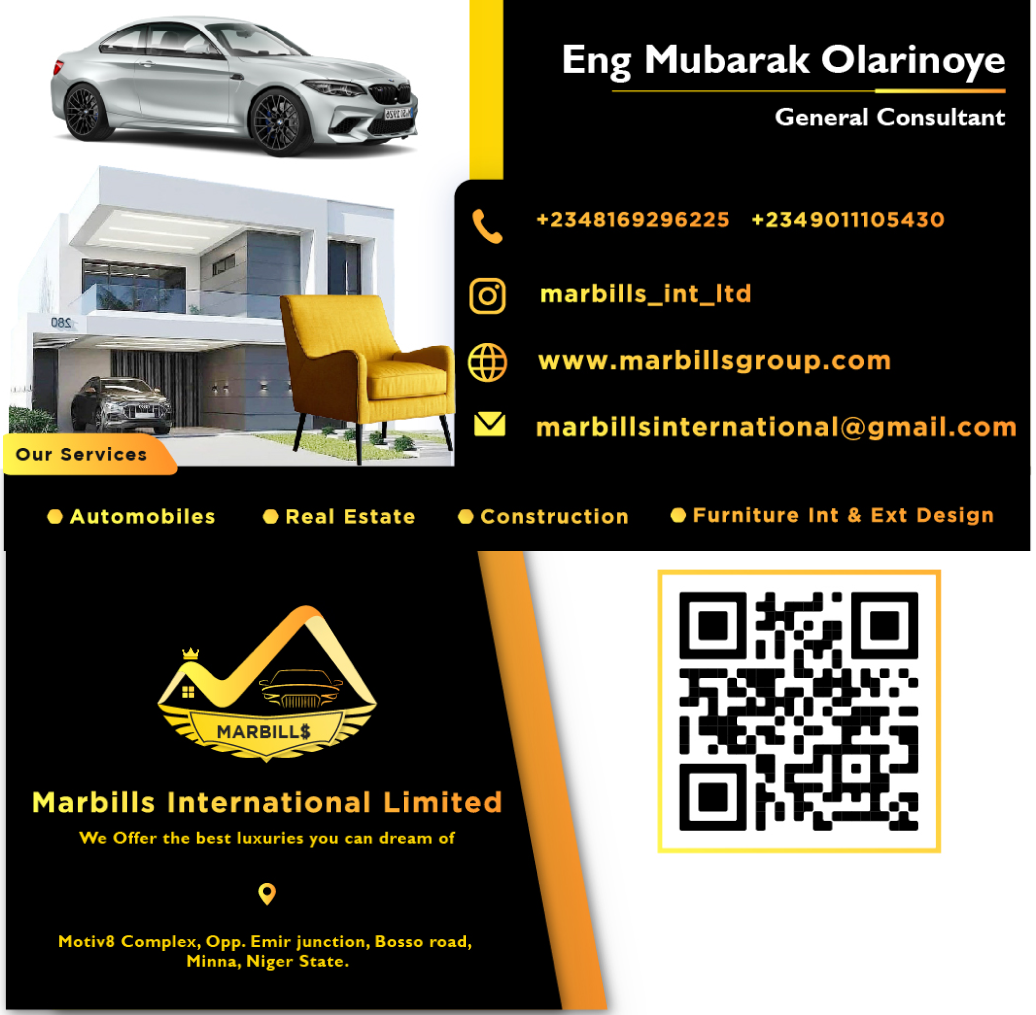 Eng Mubarak Olarinoye
General Consultant
+2348169296225 +2349011105430
marbills_int_ltd
www.marbillsgroup.com
marbillsinternational@gmail.com
280
Our Services
Automobiles Real Estate Construction Furniture Int & Ext Design
MARBILL$
Marbills International Limited
We Offer the best luxuries you can dream of
Motiv8 Complex, Opp. Emir junction, Bosso road,
Minna, Niger State.